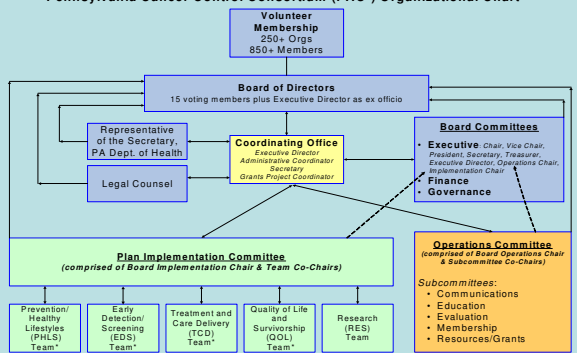 Volunteer
Membership
250+ Orgs
850+ Members
Board of Directors
15 voting members plus Executive Director as ex officio
Representative
of the Secretary,
PA Dept. of Health
Legal Counsel
Coordinating Office
Executive Director
Administrative Coordinator
Secretary
Grants Project Coordinator
Board Committees
• Executive: Chair, Vice Chair,
President, Secretary, Treasurer,
Executive Director, Operations Chair,
Implementation Chair
• Finance
• Governance
Plan Implementation Committee
(comprised of Board Implementation Chair & Team Co-Chairs)
Operations Committee
(comprised of Board Operations Chair
& Subcommittee Co-Chairs)
Subcommittees:
• Communications
• Education
• Evaluation
• Membership
• Resources/Grants
Prevention/
Healthy
Lifestyles
(PHLS)
Team*
Early
Detection/
Screening
(EDS)
Team*
Treatment and
Care Delivery
(TCD)
Team*
Quality of Life
and
Survivorship
(QOL)
Team*
Research
(RES)
Team